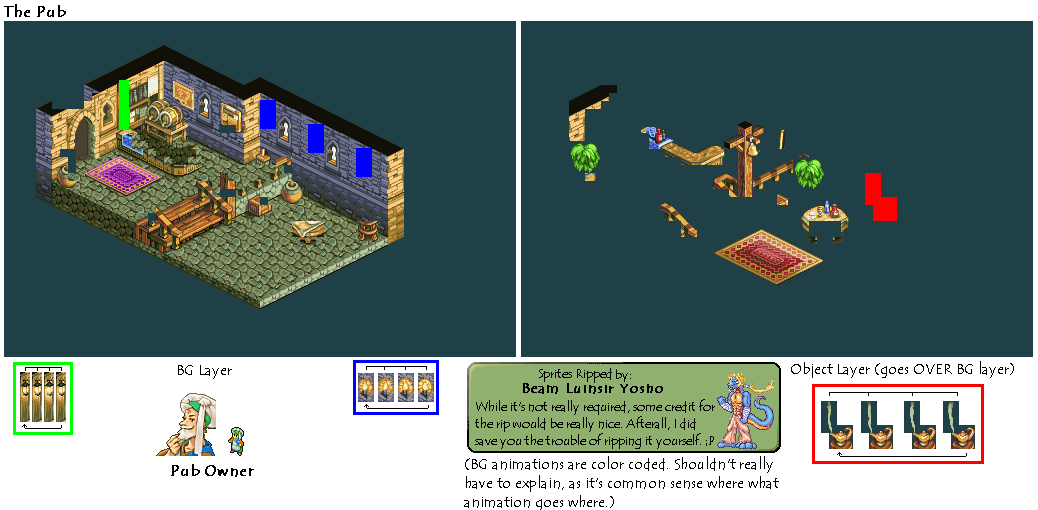 The Pub
BG Layer
Pub Owner
Sprites Ripped by:
Beam Luinsir Yosho
While it's not really required, some credit for
the rip would be really nice. Afterall, I did
save you the trouble of ripping it yourself. ;P
(BG animations are color coded. Shouldn't really
have to explain, as it's common sense where what
animation goes where.)
Object Layer (goes OVER BG layer)